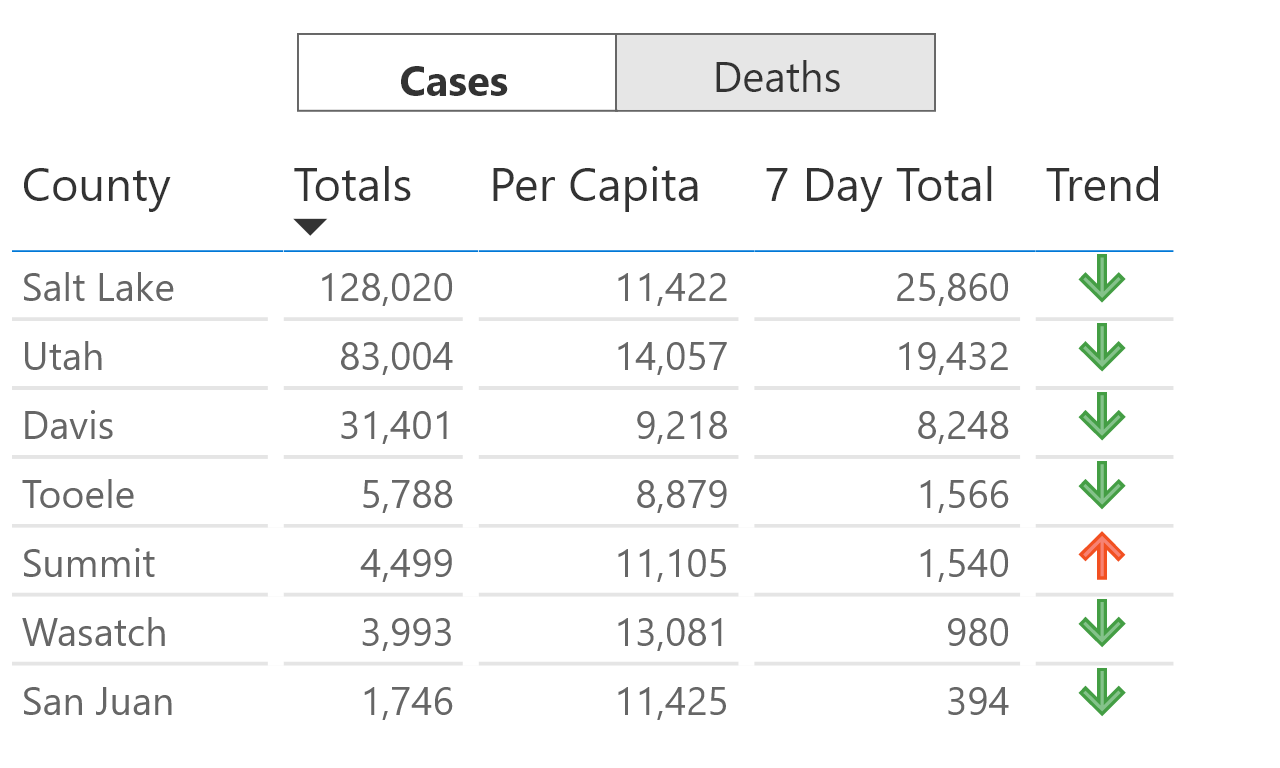 Cases Deaths
County Totals Per Capita 7 Day Total Trend
Salt Lake 128,020 11,422 25,860
Utah 83,004 14,057 19,432
Davis 31,401 9,218 8,248
Tooele 5,788 8,879 1,566
Summit 4,499 11,105 1,540
Wasatch 3,993 13,081 980
San Juan 1,746 11,425 394